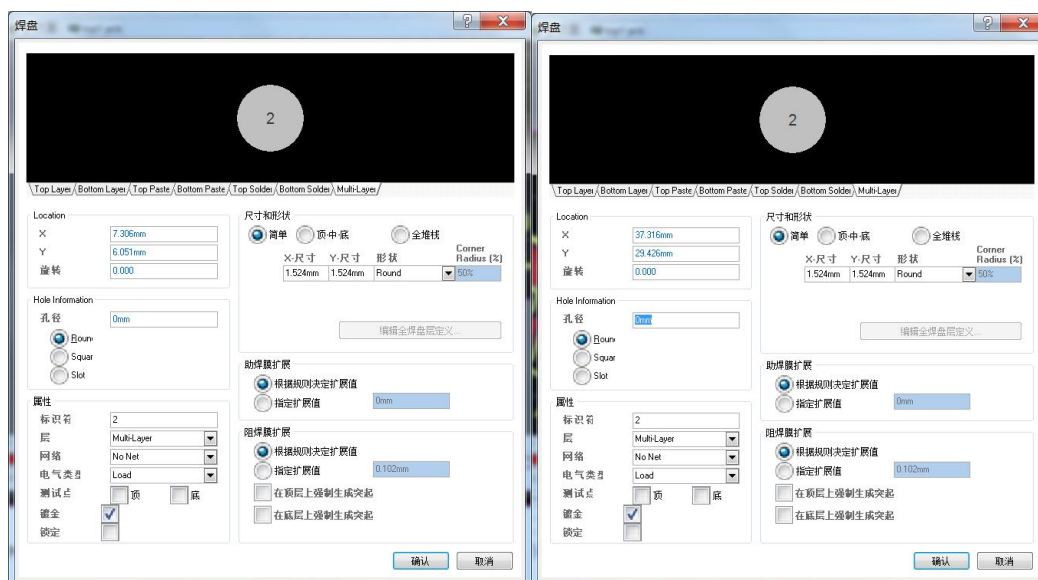 焊盘
2
Top Layer Bottom Layer Top Paste Bottom Paste Top Solder Bottom Solder Multi-Layer
Location
X 7.306mm
Y 6.051mm
旋转 0.000
Hole Information
孔径 0mm
Roun
Squar
Slot
属性
标识符 2
层 Multi-Layer
网络 No Net
电气类型 Load
测试点 顶 底
镀金
锁定
尺寸和形状
简单 顶-中-底 全堆栈
X-尺寸 Y-尺寸 形状 Corner Radius (%)
1.524mm 1.524mm Round 50%
编辑全焊盘层定义...
助焊膜扩展
根据规则决定扩展值
指定扩展值 0mm
阻焊膜扩展
根据规则决定扩展值
指定扩展值 0.102mm
在顶层上强制生成突起
在底层上强制生成突起
确认 取消
焊盘
2
Top Layer Bottom Layer Top Paste Bottom Paste Top Solder Bottom Solder Multi-Layer
Location
X 37.316mm
Y 29.426mm
旋转 0.000
Hole Information
孔径 0mm
Roun
Squar
Slot
属性
标识符 2
层 Multi-Layer
网络 No Net
电气类型 Load
测试点 顶 底
镀金
锁定
尺寸和形状
简单 顶-中-底 全堆栈
X-尺寸 Y-尺寸 形状 Corner Radius (%)
1.524mm 1.524mm Round 50%
编辑全焊盘层定义...
助焊膜扩展
根据规则决定扩展值
指定扩展值 0mm
阻焊膜扩展
根据规则决定扩展值
指定扩展值 0.102mm
在顶层上强制生成突起
在底层上强制生成突起
确认 取消